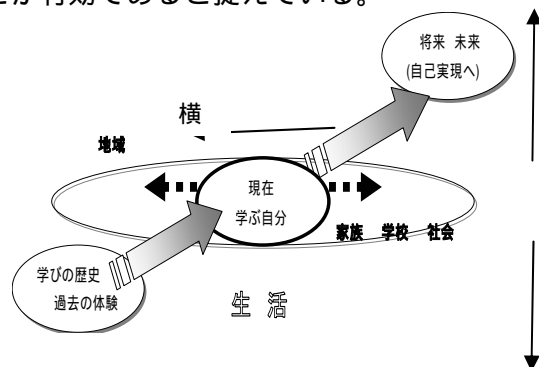 が有効であると捉えている。
将来 未来
(自己実現へ)
横
地域
現在
学ぶ自分
家族 学校 社会
学びの歴史
過去の体験
生 活